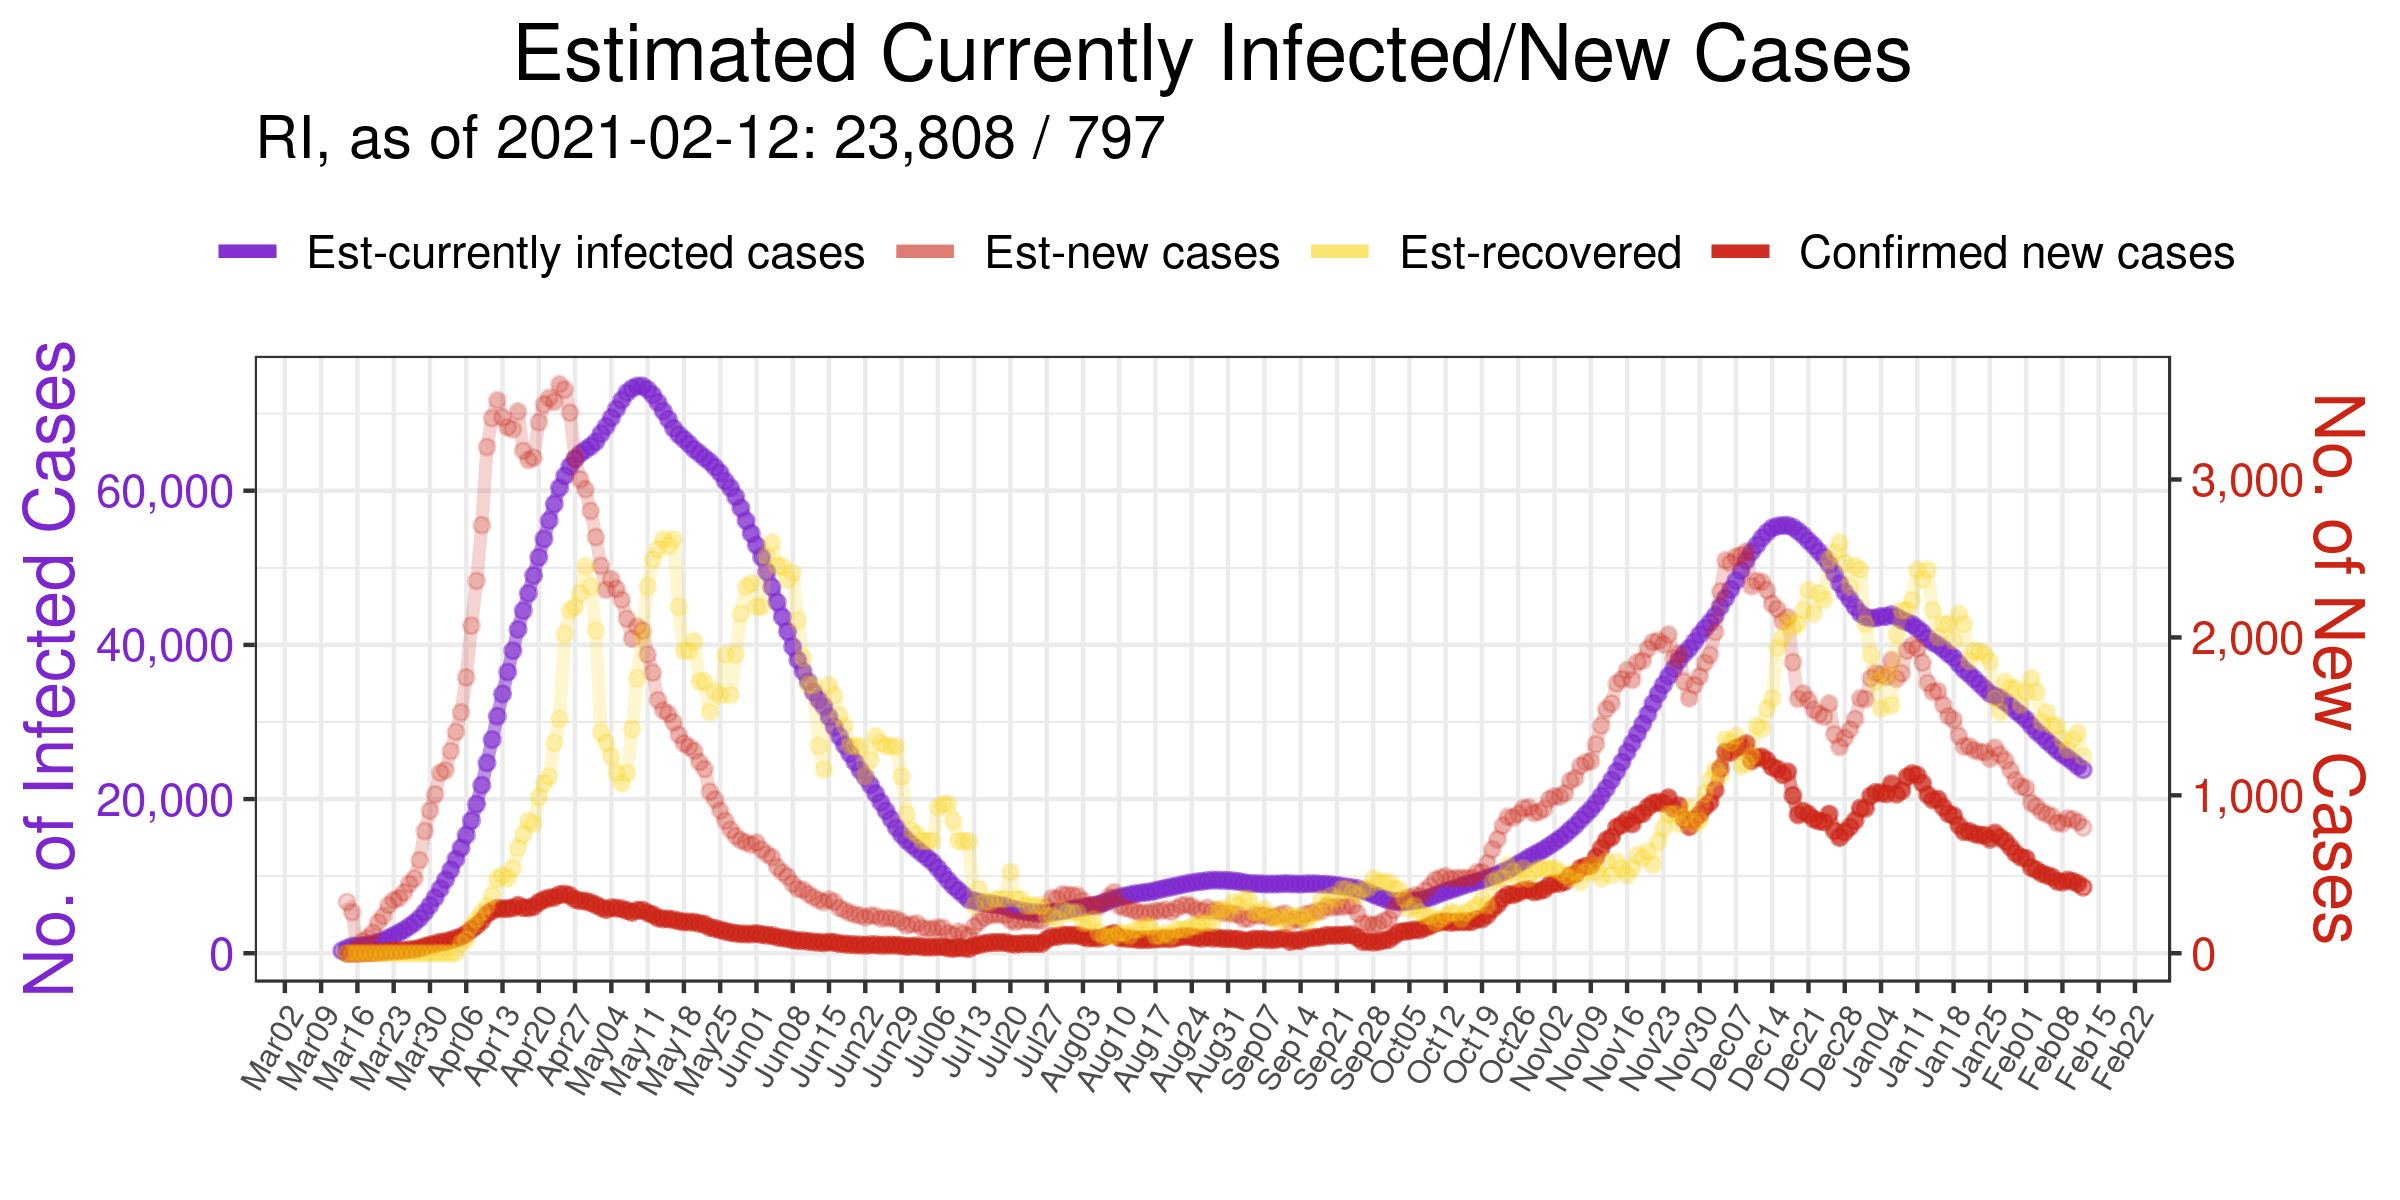 Estimated Currently Infected/New Cases
RI, as of 2021-02-12: 23,808 / 797
Est-currently infected cases Est-new cases Est-recovered Confirmed new cases
No. of Infected Cases
60,000
40,000
20,000
0
3,000
2,000
1,000
0
No. of New Cases
Mar02 Mar09 Mar16 Mar23 Mar30 Apr06 Apr13 Apr20 Apr27 May04 May11 May18 May25 Jun01 Jun08 Jun15 Jun22 Jun29 Jul06 Jul13 Jul20 Jul27 Aug03 Aug10 Aug17 Aug24 Aug31 Sep07 Sep14 Sep21 Sep28 Oct05 Oct12 Oct19 Oct26 Nov02 Nov09 Nov16 Nov23 Nov30 Dec07 Dec14 Dec21 Dec28 Jan04 Jan11 Jan18 Jan25 Feb01 Feb08 Feb15 Feb22